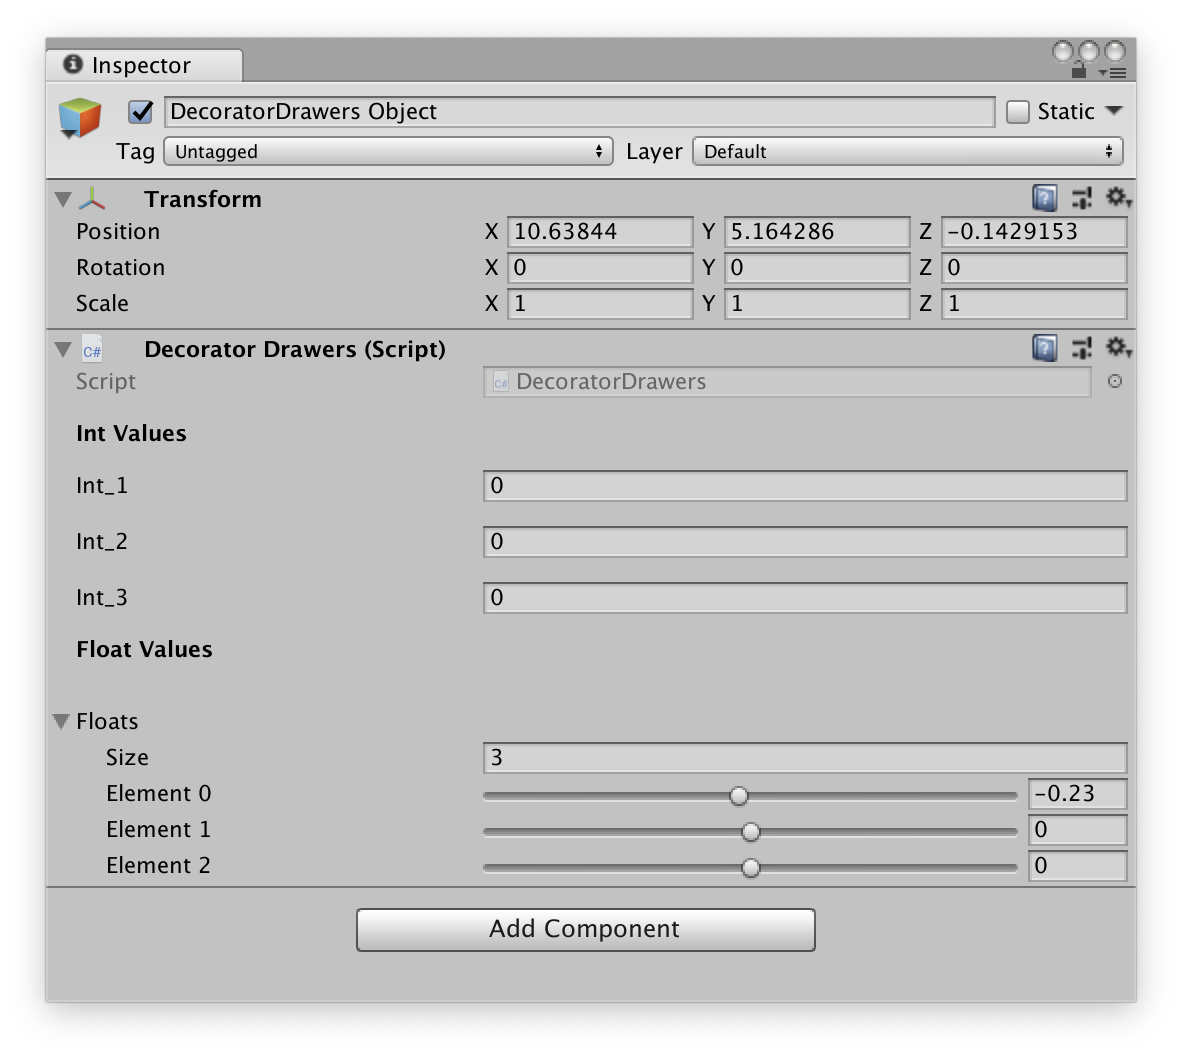 Inspector
DecoratorDrawers Object Static
Tag Untagged Layer Default
Transform
Position X 10.63844 Y 5.164286 Z -0.1429153
Rotation X 0 Y 0 Z 0
Scale X 1 Y 1 Z 1
C# Decorator Drawers (Script)
Script C# DecoratorDrawers
Int Values
Int_1 0
Int_2 0
Int_3 0
Float Values
Floats
Size 3
Element 0 -0.23
Element 1 0
Element 2 0
Add Component